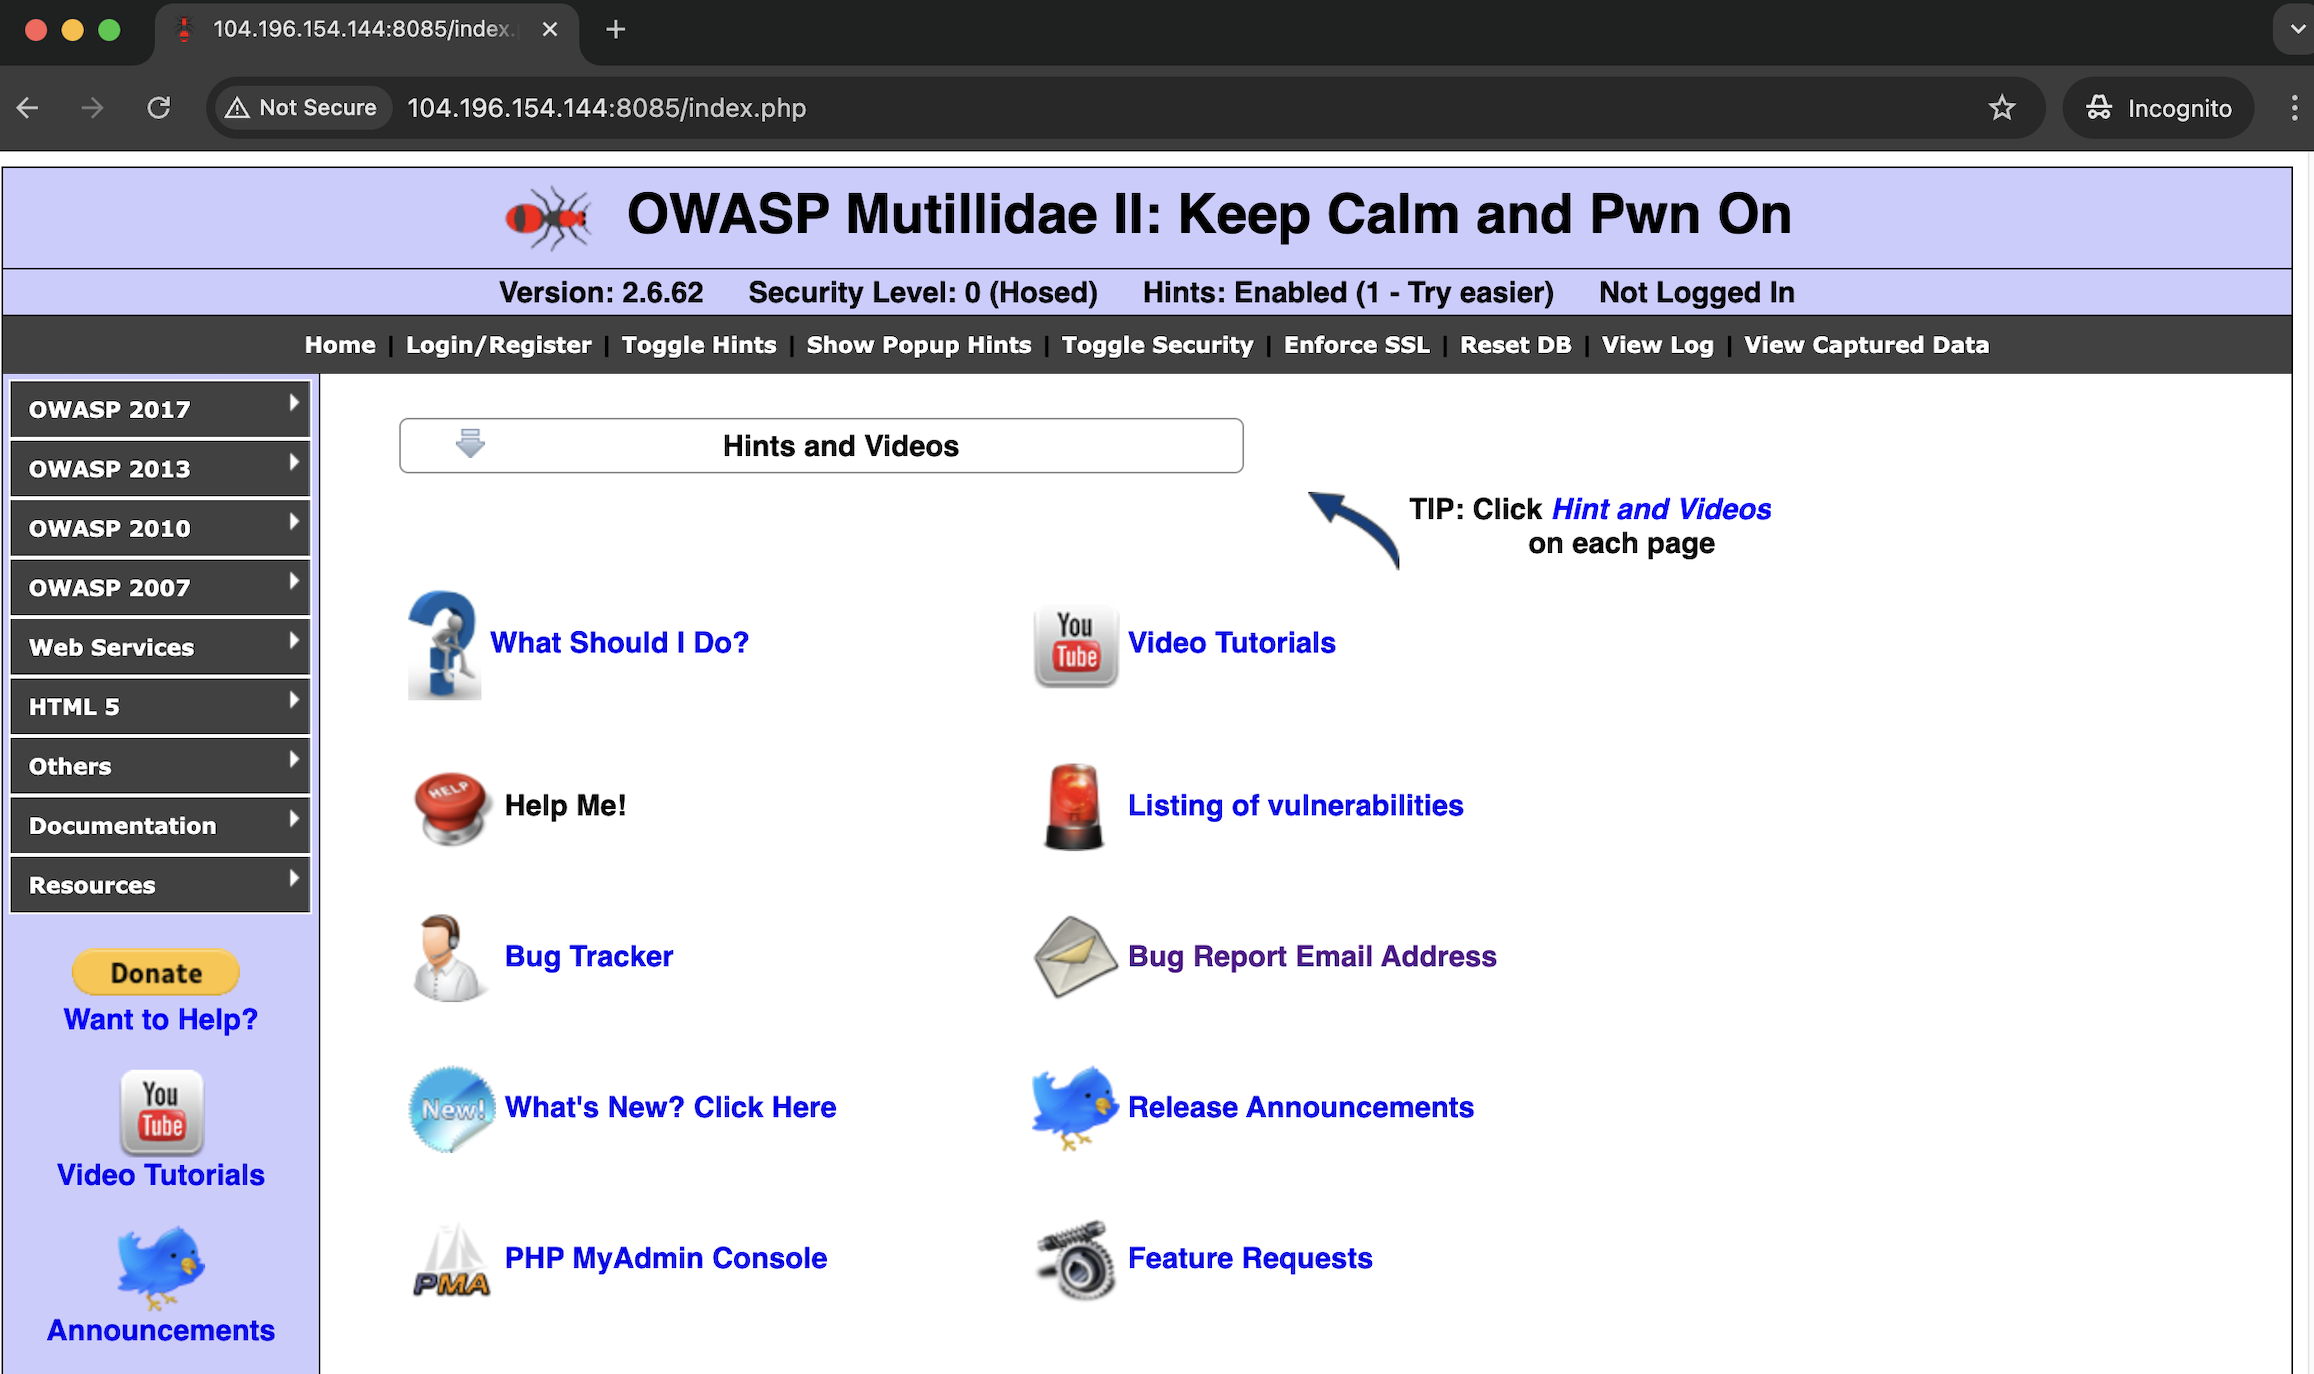 104.196.154.144:8085/index.
Not Secure 104.196.154.144:8085/index.php Incognito
OWASP Mutillidae II: Keep Calm and Pwn On
Version: 2.6.62 Security Level: 0 (Hosed) Hints: Enabled (1 - Try easier) Not Logged In
Home | Login/Register | Toggle Hints | Show Popup Hints | Toggle Security | Enforce SSL | Reset DB | View Log | View Captured Data
OWASP 2017
OWASP 2013
OWASP 2010
OWASP 2007
Web Services
HTML 5
Others
Documentation
Resources
Donate
Want to Help?
You
Tube
Video Tutorials
Announcements
Hints and Videos
TIP: Click Hint and Videos
on each page
What Should I Do?
You
Tube
Video Tutorials
HELP
Help Me!
Listing of vulnerabilities
Bug Tracker
Bug Report Email Address
New!
What's New? Click Here
Release Announcements
PMA
PHP MyAdmin Console
Feature Requests